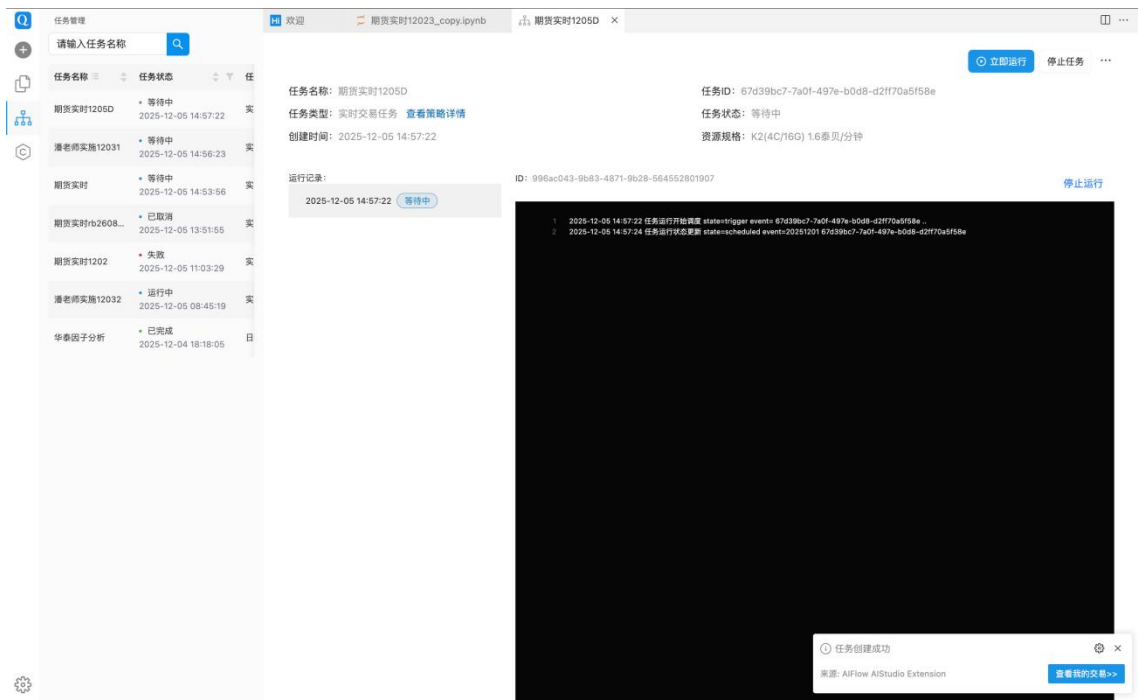 任务管理
请输入任务名称
任务名称 任务状态 任
期货实时1205D 等待中 2025-12-05 14:57:22 实
潘老师实施12031 等待中 2025-12-05 14:56:23 实
期货实时 等待中 2025-12-05 14:53:56 实
期货实时rb2608... 已取消 2025-12-05 13:51:55 实
期货实时1202 失败 2025-12-05 11:03:29 实
潘老师实施12032 运行中 2025-12-05 08:45:19 实
华泰因子分析 已完成 2025-12-04 18:18:05 日
欢迎 期货实时12023_copy.ipynb 期货实时1205D
立即运行 停止任务
任务名称: 期货实时1205D 任务ID: 67d39bc7-7a0f-497e-b0d8-d2ff70a5f58e
任务类型: 实时交易任务 查看策略详情 任务状态: 等待中
创建时间: 2025-12-05 14:57:22 资源规格: K2(4C/16G) 1.6泰贝/分钟
运行记录:
2025-12-05 14:57:22 等待中
ID: 996ac043-9b83-4871-9b28-564552801907
停止运行
1 2025-12-05 14:57:22 任务运行开始调度 state=trigger event= 67d39bc7-7a0f-497e-b0d8-d2ff70a5f58e ..
2 2025-12-05 14:57:24 任务运行状态更新 state=scheduled event=20251201 67d39bc7-7a0f-497e-b0d8-d2ff70a5f58e
任务创建成功
来源: AIFlow AIStudio Extension
查看我的交易>>